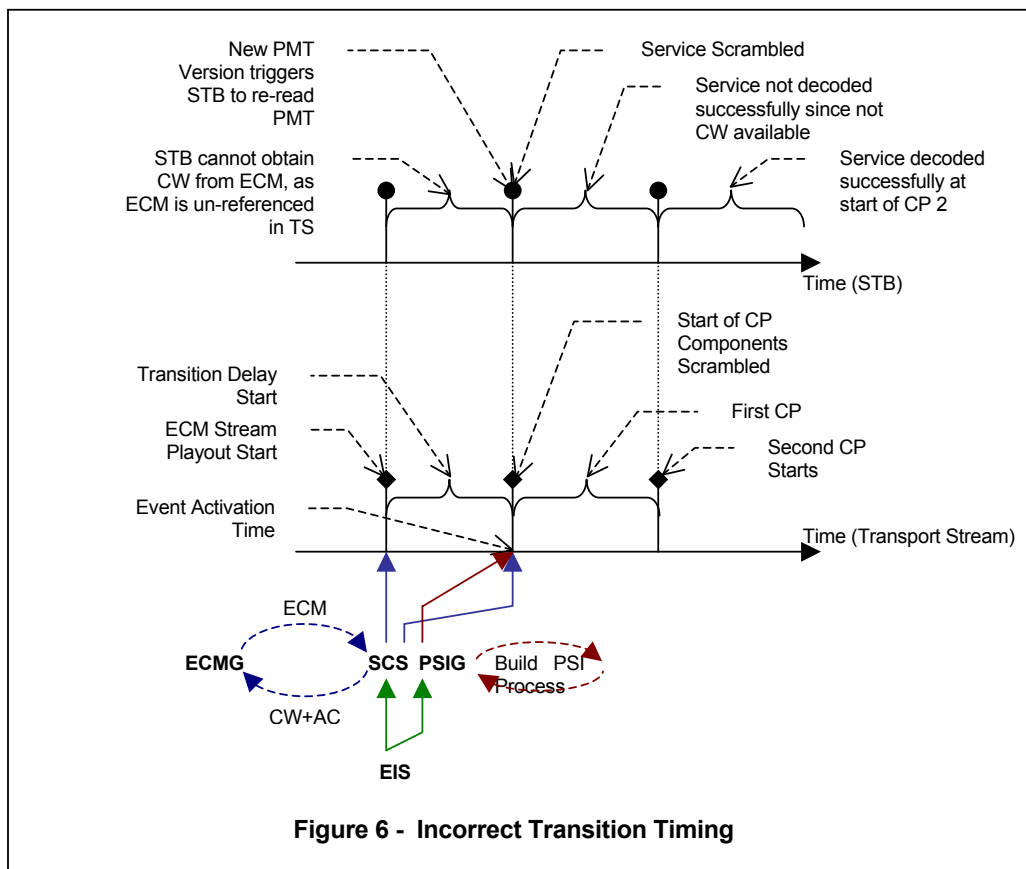 New PMT
Version triggers
STB to re-read
PMT
Service Scrambled
Service not decoded
successfully since not
CW available
STB cannot obtain
CW from ECM, as
ECM is un-referenced
in TS
Service decoded
successfully at
start of CP 2
Time (STB)
Start of CP
Components
Scrambled
Transition Delay
Start
First CP
ECM Stream
Playout Start
Second CP
Starts
Event Activation
Time
Time (Transport Stream)
ECM
ECMG
SCS
PSIG
Build PSI
Process
CW+AC
EIS
Figure 6 - Incorrect Transition Timing